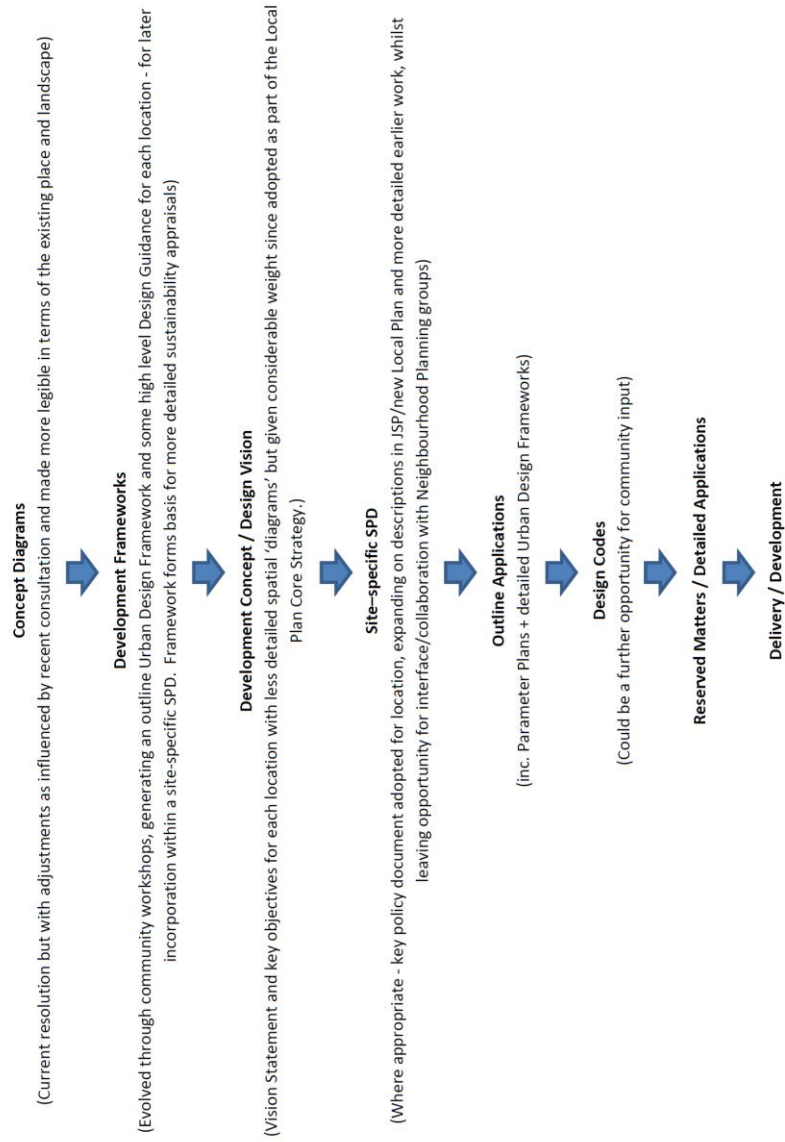 Concept Diagrams
(Current resolution but with adjustments as influenced by recent consultation and made more legible in terms of the existing place and landscape)
Development Frameworks
(Evolved through community workshops, generating an outline Urban Design Framework and some high level Design Guidance for each location - for later
incorporation within a site-specific SPD. Framework forms basis for more detailed sustainability appraisals)
Development Concept / Design Vision
(Vision Statement and key objectives for each location with less detailed spatial ‘diagrams’ but given considerable weight since adopted as part of the Local
Plan Core Strategy.)
Site–specific SPD
(Where appropriate - key policy document adopted for location, expanding on descriptions in JSP/new Local Plan and more detailed earlier work, whilst
leaving opportunity for interface/collaboration with Neighbourhood Planning groups)
Outline Applications
(inc. Parameter Plans + detailed Urban Design Frameworks)
Design Codes
(Could be a further opportunity for community input)
Reserved Matters / Detailed Applications
Delivery / Development